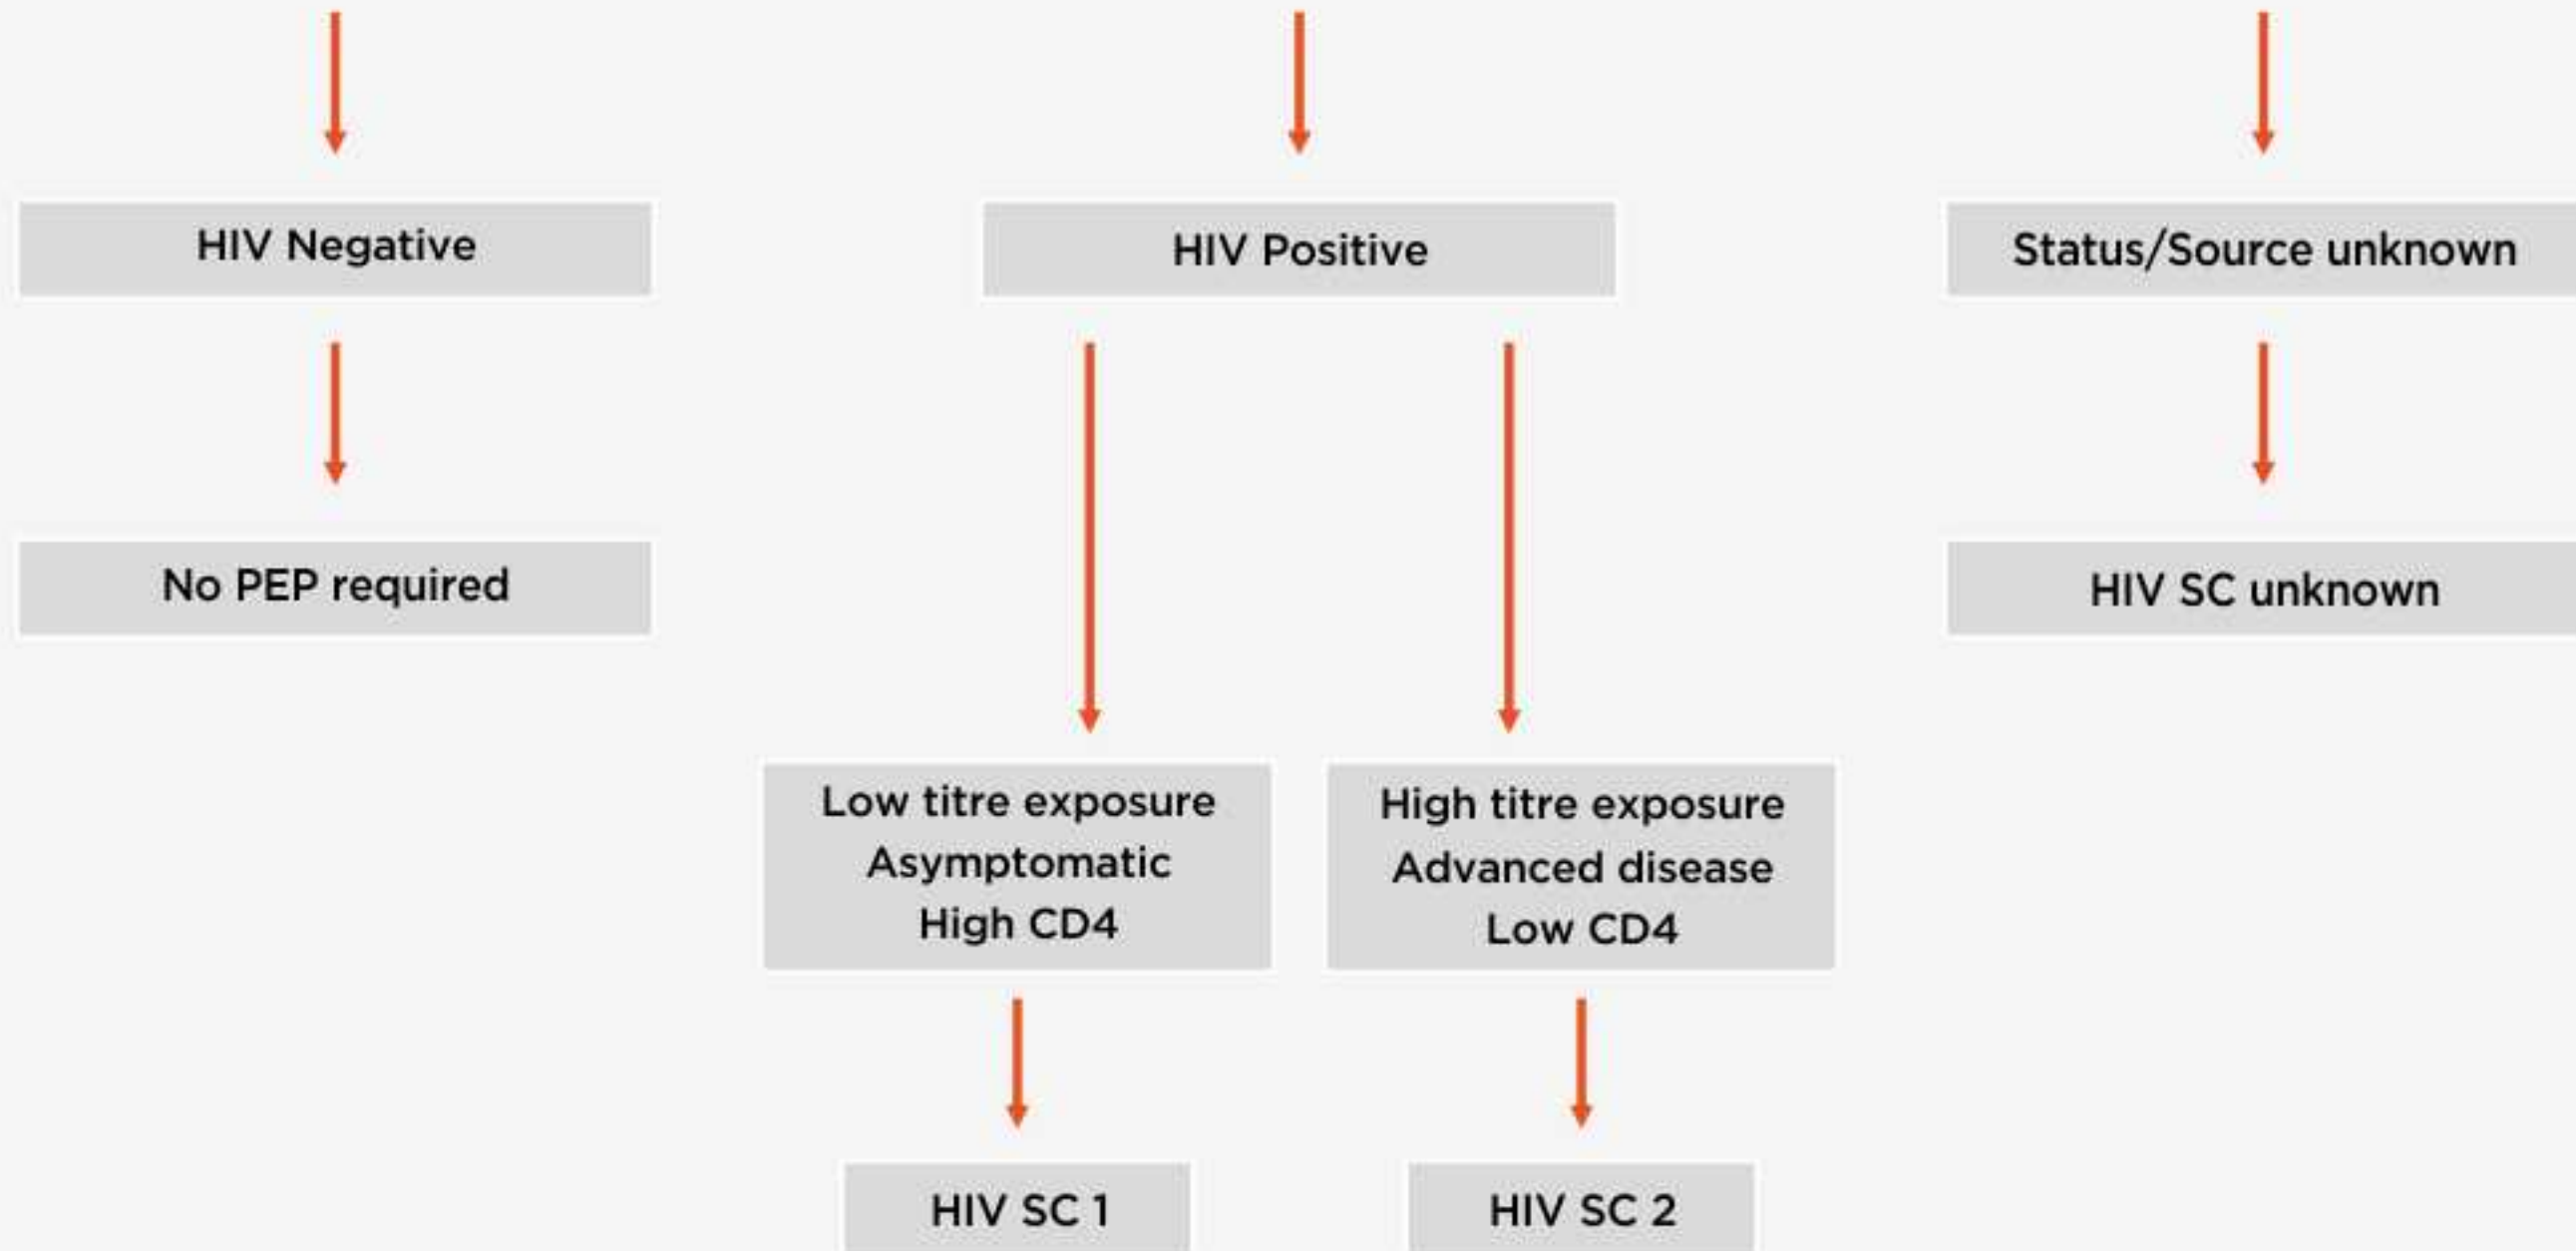 HIV Negative
HIV Positive
Status/Source unknown
No PEP required
HIV SC unknown
Low titre exposure
Asymptomatic
High CD4
High titre exposure
Advanced disease
Low CD4
HIV SC 1
HIV SC 2